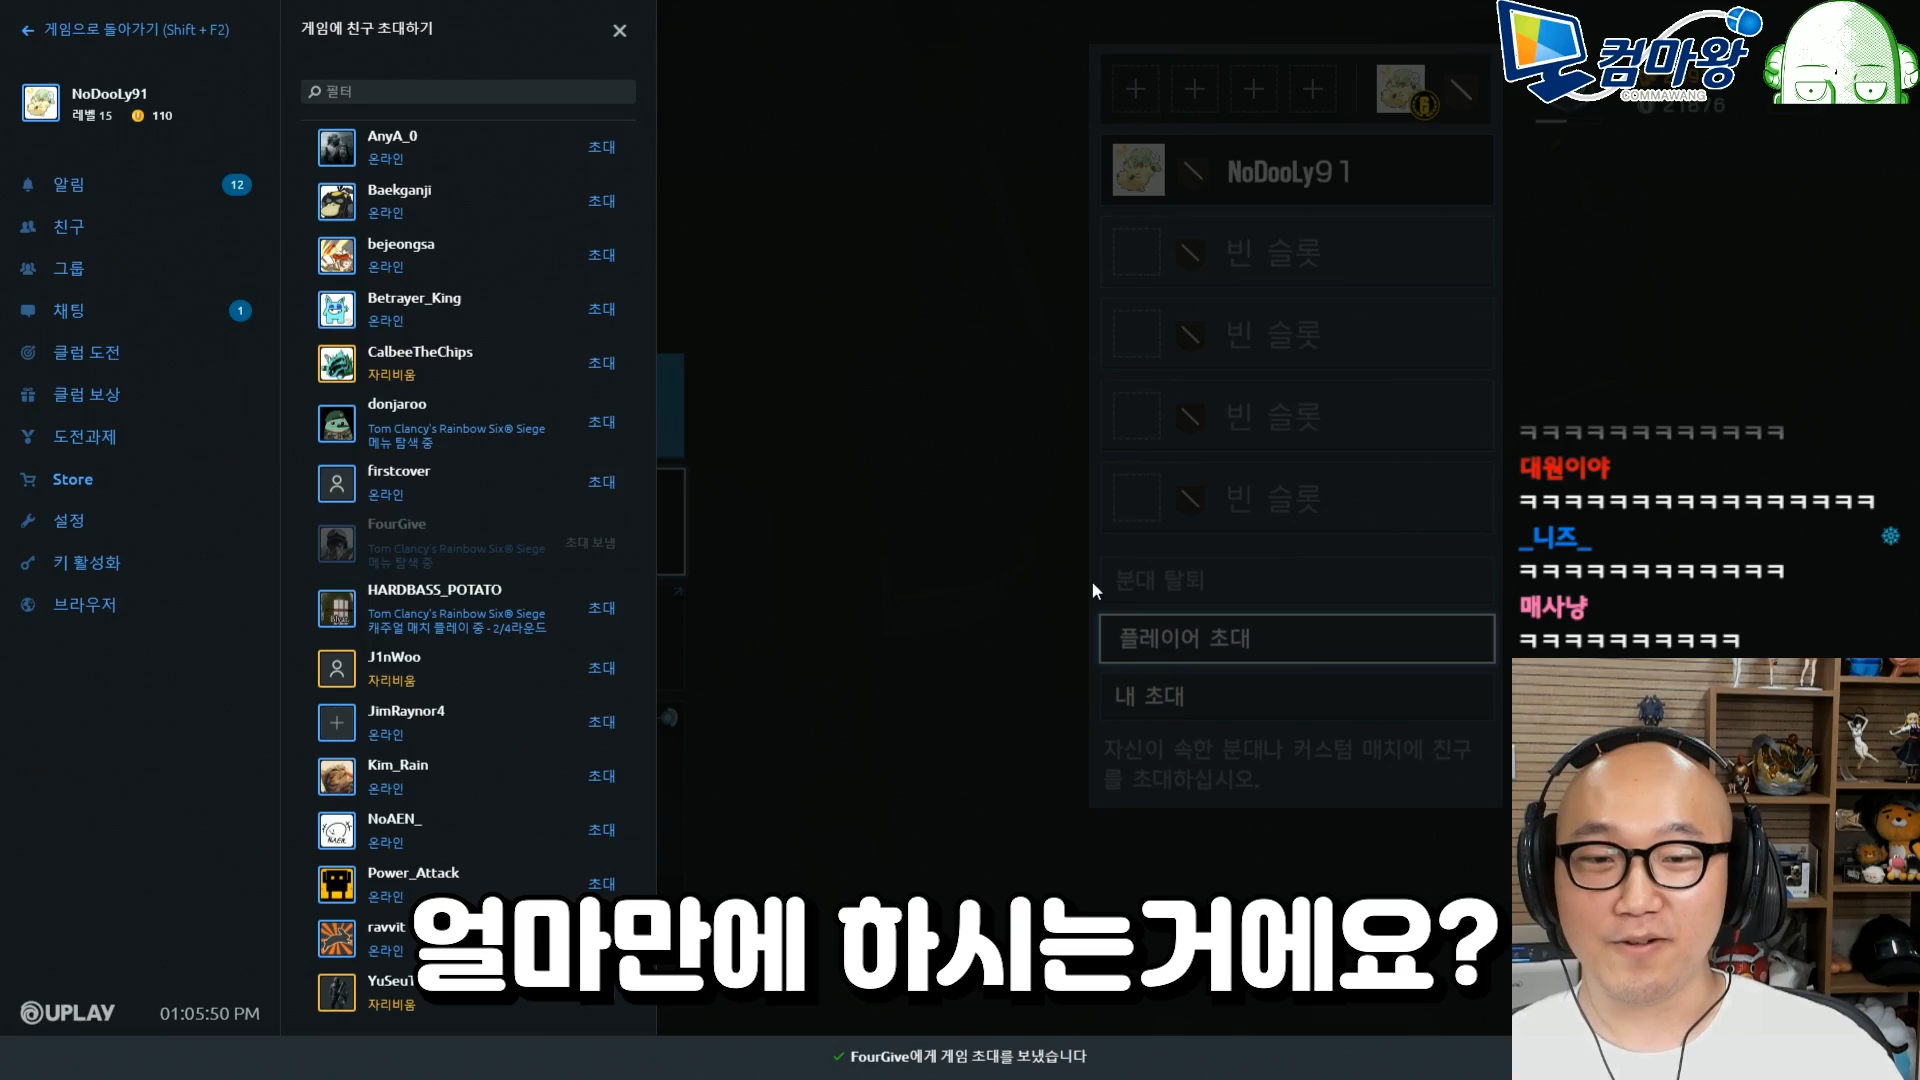 게임으로 돌아가기 (Shift + F2)
NoDooLy91
레벨 15
110
알림
12
친구
그룹
채팅
1
클럽 도전
클럽 보상
도전과제
Store
설정
키 활성화
브라우저
UPLAY
01:05:50 PM
게임에 친구 초대하기
필터
AnyA_0
온라인
초대
Baekganji
온라인
초대
bejeongsa
온라인
초대
Betrayer_King
온라인
초대
CalbeeTheChips
자리비움
초대
donjaroo
Tom Clancy's Rainbow Six® Siege
메뉴 탐색 중
초대
firstcover
온라인
초대
FourGive
Tom Clancy's Rainbow Six® Siege
메뉴 탐색 중
초대 보냄
HARDBASS_POTATO
Tom Clancy's Rainbow Six® Siege
캐주얼 매치 플레이 중 - 2/4라운드
초대
J1nWoo
자리비움
초대
JimRaynor4
온라인
초대
Kim_Rain
온라인
초대
NoAEN_
온라인
초대
Power_Attack
온라인
초대
ravvit
온라인
YuSeu
자리비움
NoDooLy91
빈 슬롯
빈 슬롯
빈 슬롯
빈 슬롯
분대 탈퇴
플레이어 초대
내 초대
자신이 속한 분대나 커스텀 매치에 친구
를 초대하십시오.
컴마왕
COMMAWANG
ㅋㅋㅋㅋㅋㅋㅋㅋㅋㅋㅋㅋ
대원이야
ㅋㅋㅋㅋㅋㅋㅋㅋㅋㅋㅋㅋㅋㅋㅋㅋ
_니즈_
ㅋㅋㅋㅋㅋㅋㅋㅋㅋㅋㅋㅋ
매사냥
ㅋㅋㅋㅋㅋㅋㅋㅋㅋㅋ
얼마만에 하시는거에요?
FourGive에게 게임 초대를 보냈습니다